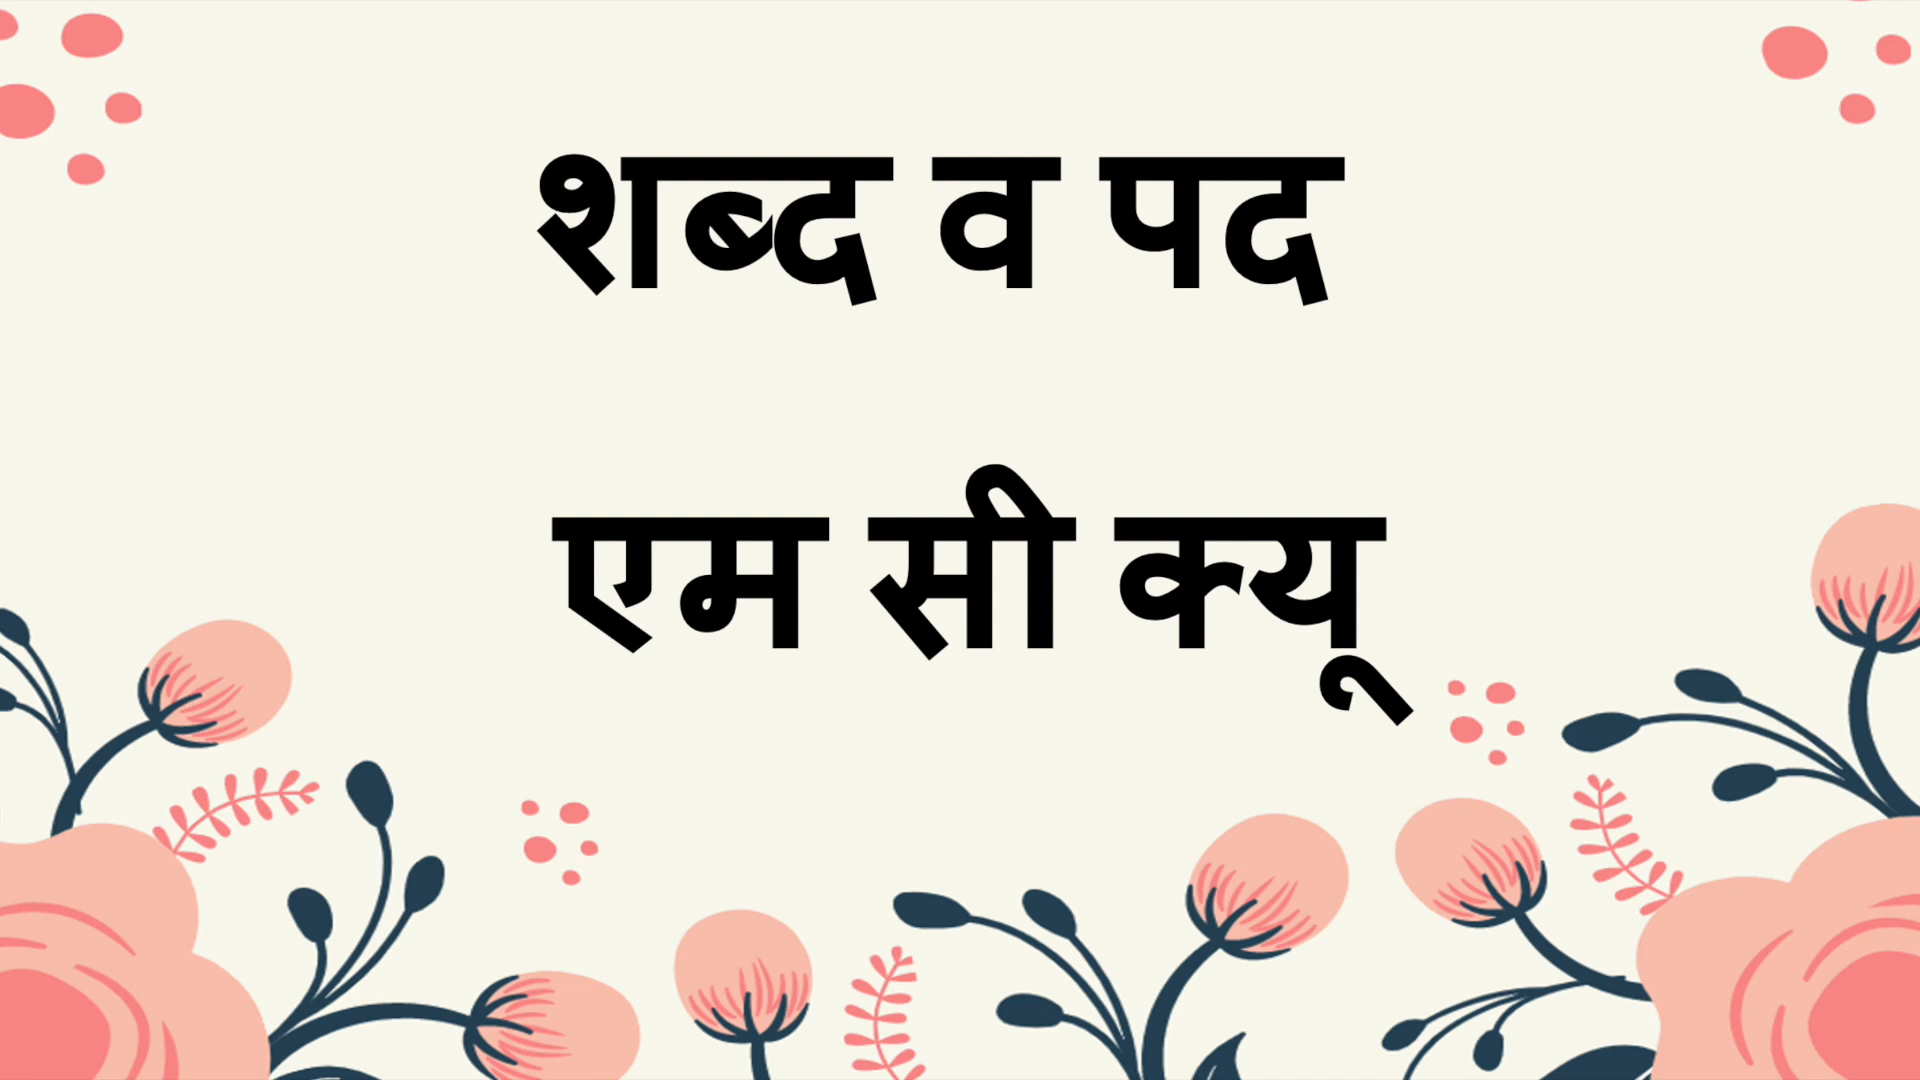 शब्द व पद
एम सी क्यू